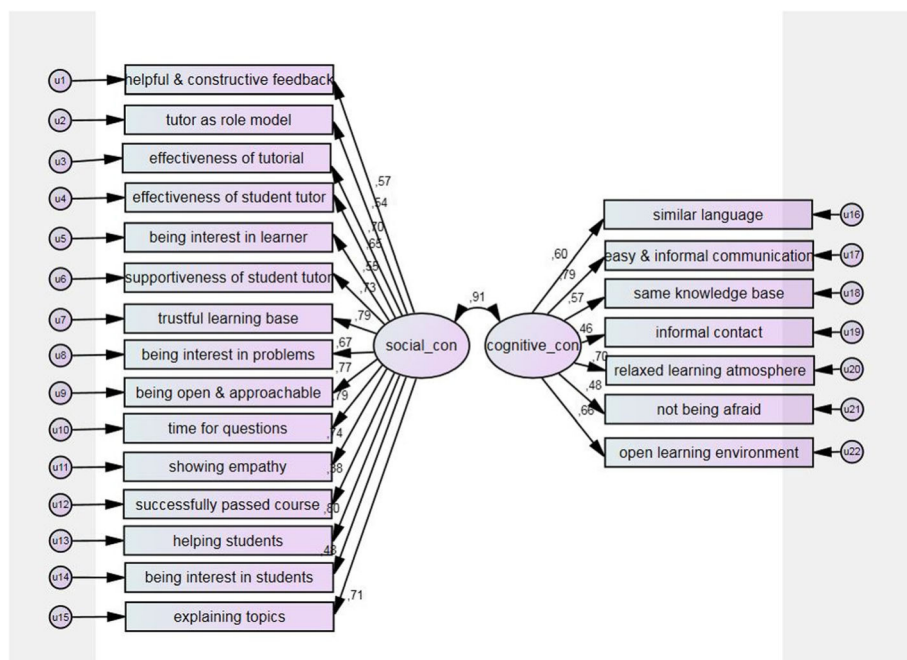 u1
helpful & constructive feedback
u2
tutor as role model
u3
effectiveness of tutorial
u4
effectiveness of student tutor
u5
being interest in learner
u6
supportiveness of student tutor
u7
trustful learning base
u8
being interest in problems
u9
being open & approachable
u10
time for questions
u11
showing empathy
u12
successfully passed course
u13
helping students
u14
being interest in students
u15
explaining topics
,57
,54
,70
,65
,55
,73
,79
,67
,77
,79
,74
,80
,48
,71
social_con
,91
cognitive_con
,60
,79
,57
,46
,70
,48
,66
similar language
u16
easy & informal communication
u17
same knowledge base
u18
informal contact
u19
relaxed learning atmosphere
u20
not being afraid
u21
open learning environment
u22